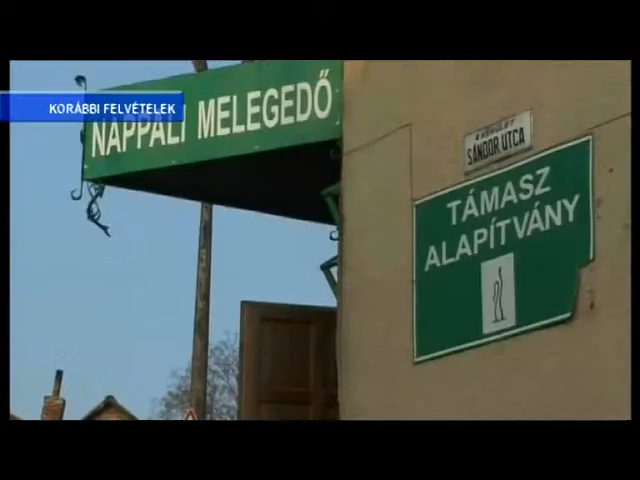 KORÁBBI FELVÉTELEK
NAPPALI MELEGEDŐ
SÁNDOR UTCA
TÁMASZ
ALAPÍTVÁNY